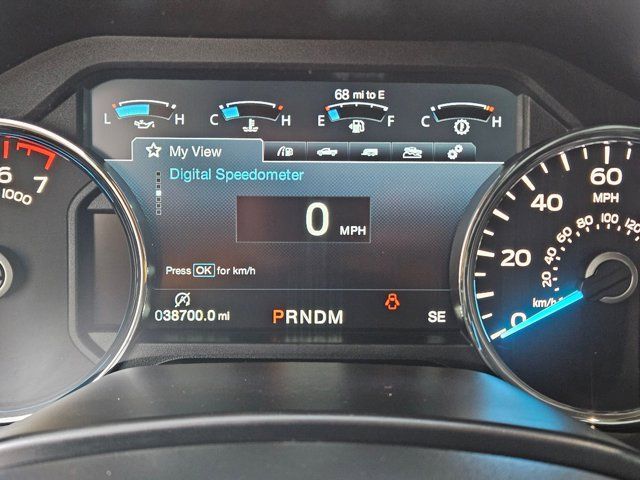 68 mi to E
L H C H E F C H
My View
Digital Speedometer
0 MPH
Press OK for km/h
038700.0 mi
PRNDM
SE
6 7
1000
0 20 40 60
MPH
20 40 60 80 100 120
km/h